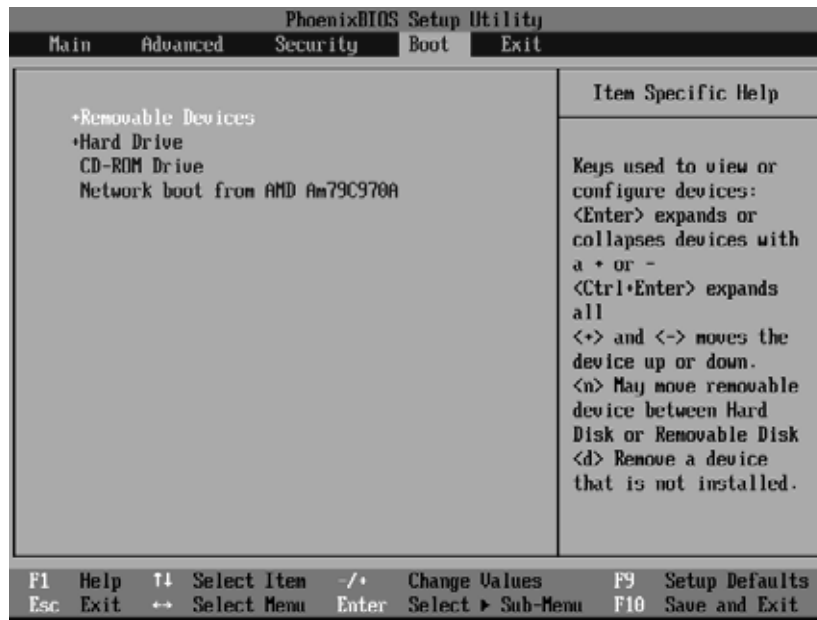 PhoenixBIOS Setup Utility
Main Advanced Security Boot Exit
+Removable Devices
+Hard Drive
CD-ROM Drive
Network boot from AMD Am79C970A
Item Specific Help
Keys used to view or
configure devices:
<Enter> expands or
collapses devices with
a + or -
<Ctrl+Enter> expands
all
<+> and <-> moves the
device up or down.
<n> May move removable
device between Hard
Disk or Removable Disk
<d> Remove a device
that is not installed.
F1 Help ↑↓ Select Item -/+ Change Values F9 Setup Defaults
Esc Exit ↔ Select Menu Enter Select ▶ Sub-Menu F10 Save and Exit